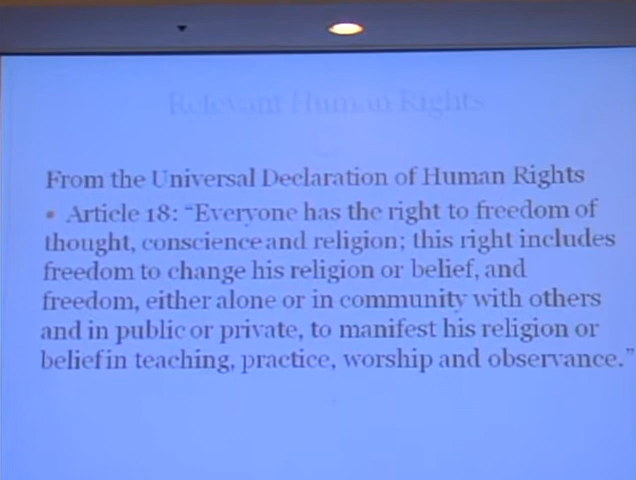 Relevant Human Rights
From the Universal Declaration of Human Rights
• Article 18: “Everyone has the right to freedom of
thought, conscience and religion; this right includes
freedom to change his religion or belief, and
freedom, either alone or in community with others
and in public or private, to manifest his religion or
belief in teaching, practice, worship and observance.”